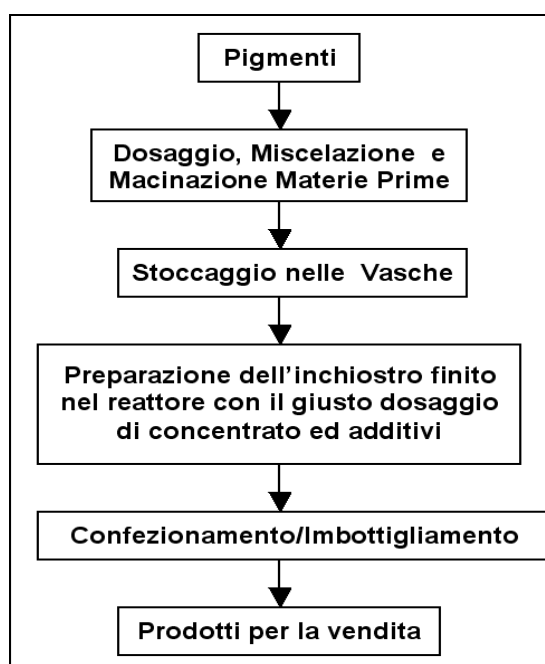 Pigmenti
Dosaggio, Miscelazione e
Macinazione Materie Prime
Stoccaggio nelle Vasche
Preparazione dell'inchiostro finito
nel reattore con il giusto dosaggio
di concentrato ed additivi
Confezionamento/Imbottigliamento
Prodotti per la vendita